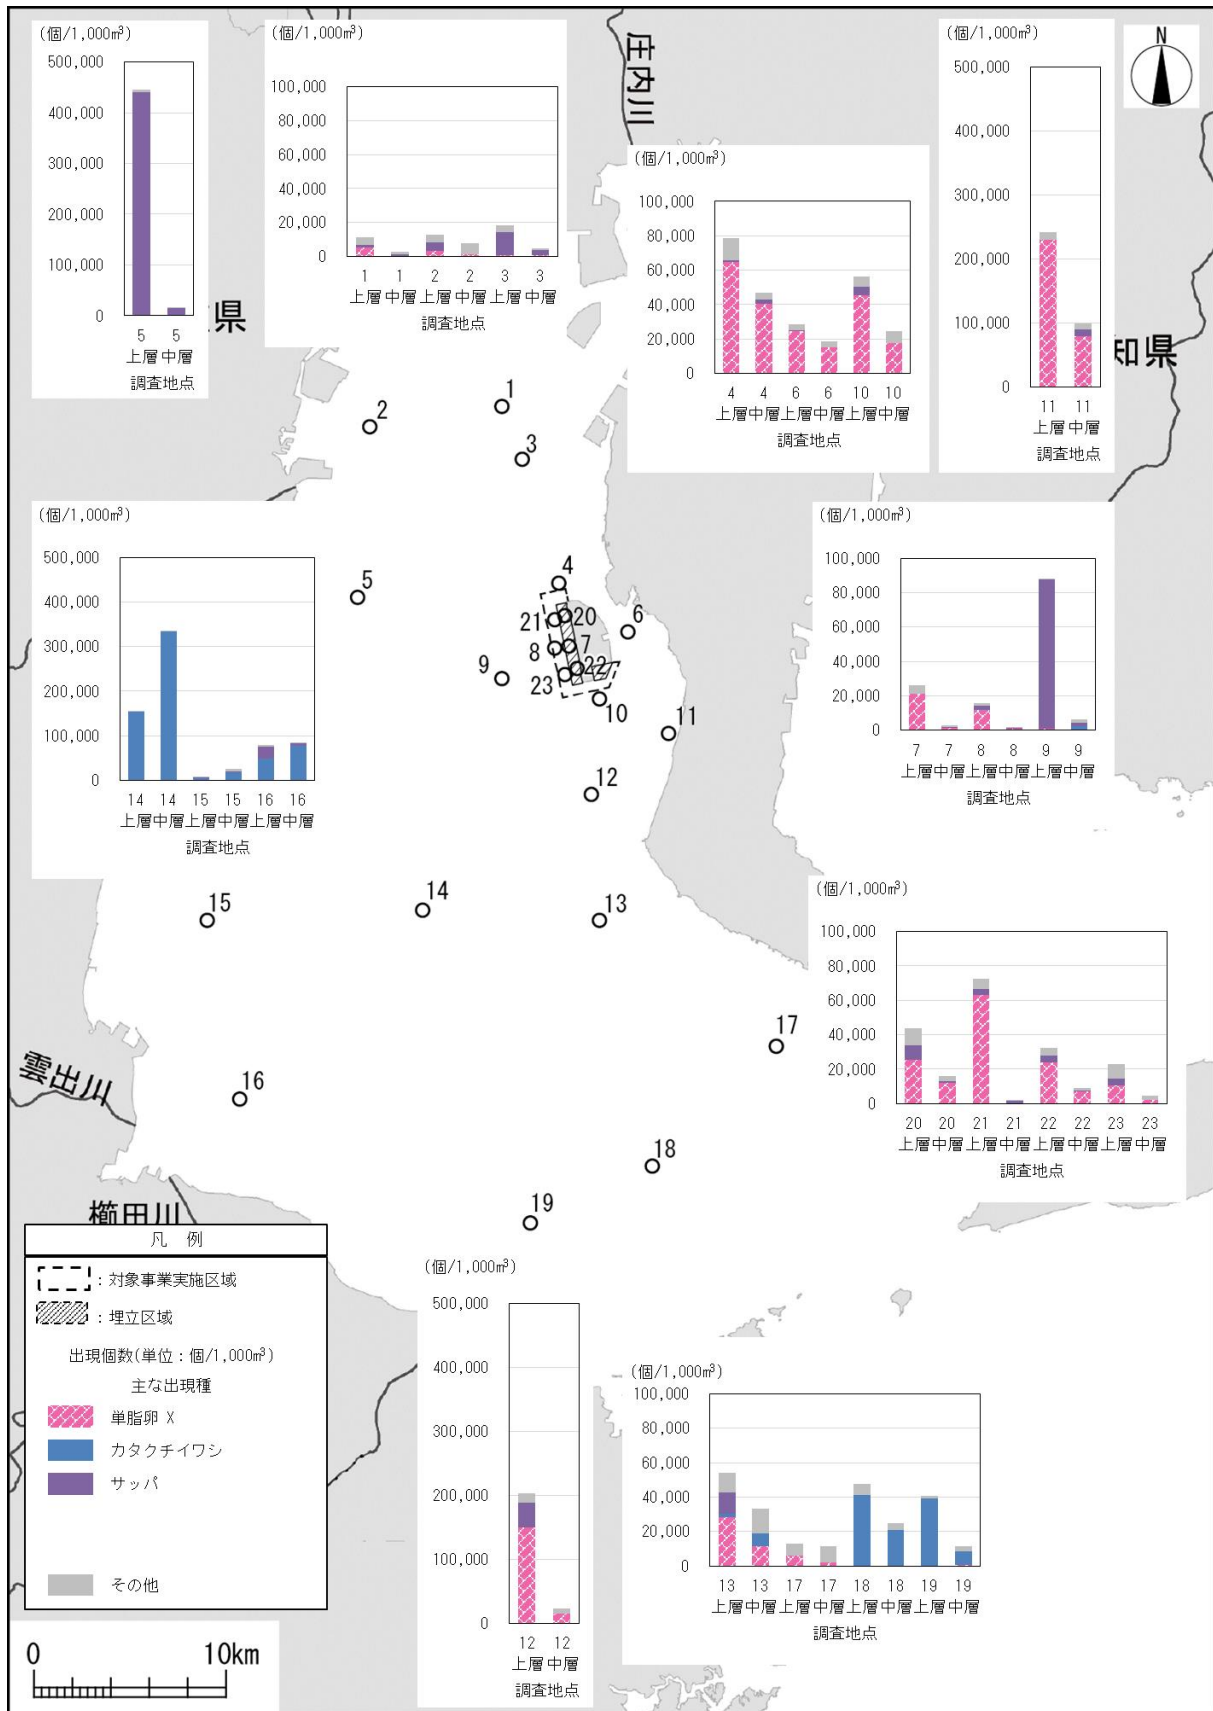 (個/1,000m³)
500,000
400,000
300,000
200,000
100,000
0
5 5
上層 中層
調査地点
(個/1,000m³)
100,000
80,000
60,000
40,000
20,000
0
1 1 2 2 3 3
上層 中層 上層 中層 上層 中層
調査地点
庄内川
(個/1,000m³)
100,000
80,000
60,000
40,000
20,000
0
4 4 6 6 10 10
上層 中層 上層 中層 上層 中層
調査地点
(個/1,000m³)
500,000
400,000
300,000
200,000
100,000
0
11 11
上層 中層
調査地点
N
県
知県
1
2
3
4
5
6
20
21
7
8
22
9
23
10
11
12
13
14
15
16
17
18
19
(個/1,000m³)
500,000
400,000
300,000
200,000
100,000
0
14 14 15 15 16 16
上層 中層 上層 中層 上層 中層
調査地点
(個/1,000m³)
100,000
80,000
60,000
40,000
20,000
0
7 7 8 8 9 9
上層 中層 上層 中層 上層 中層
調査地点
(個/1,000m³)
100,000
80,000
60,000
40,000
20,000
0
20 20 21 21 22 22 23 23
上層 中層 上層 中層 上層 中層 上層 中層
調査地点
雲出川
櫛田川
凡 例
:対象事業実施区域
:埋立区域
出現個数(単位:個/1,000m³)
主な出現種
単脂卵 X
カタクチイワシ
サッパ
その他
0 10km
(個/1,000m³)
500,000
400,000
300,000
200,000
100,000
0
12 12
上層 中層
調査地点
(個/1,000m³)
100,000
80,000
60,000
40,000
20,000
0
13 13 17 17 18 18 19 19
上層 中層 上層 中層 上層 中層 上層 中層
調査地点